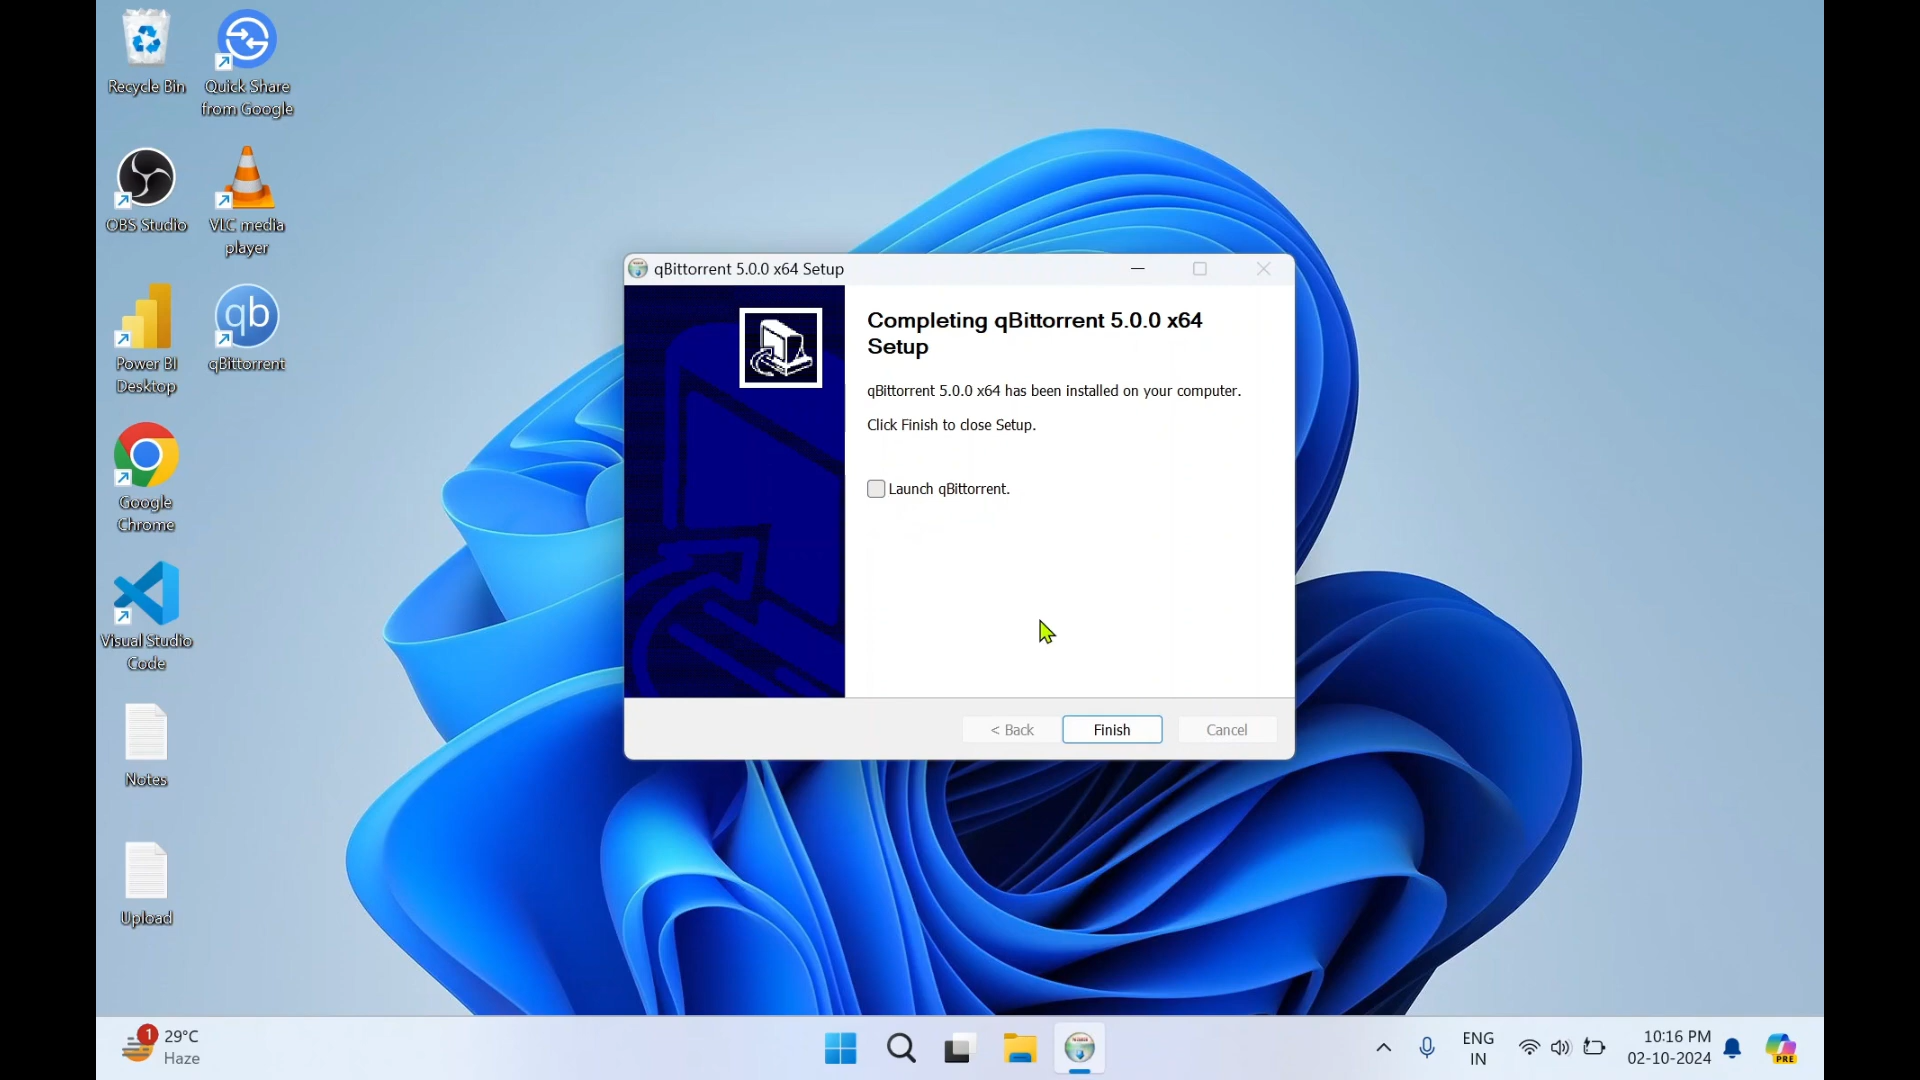 Recycle Bin
Quick Share
from Google
OBS Studio
VLC media
player
Power BI
Desktop
qb
qBittorrent
Google
Chrome
Visual Studio
Code
Notes
Upload
qBittorrent 5.0.0 x64 Setup
Completing qBittorrent 5.0.0 x64
Setup
qBittorrent 5.0.0 x64 has been installed on your computer.
Click Finish to close Setup.
Launch qBittorrent.
< Back
Finish
Cancel
1
29°C
Haze
ENG
IN
10:16 PM
02-10-2024
PRE